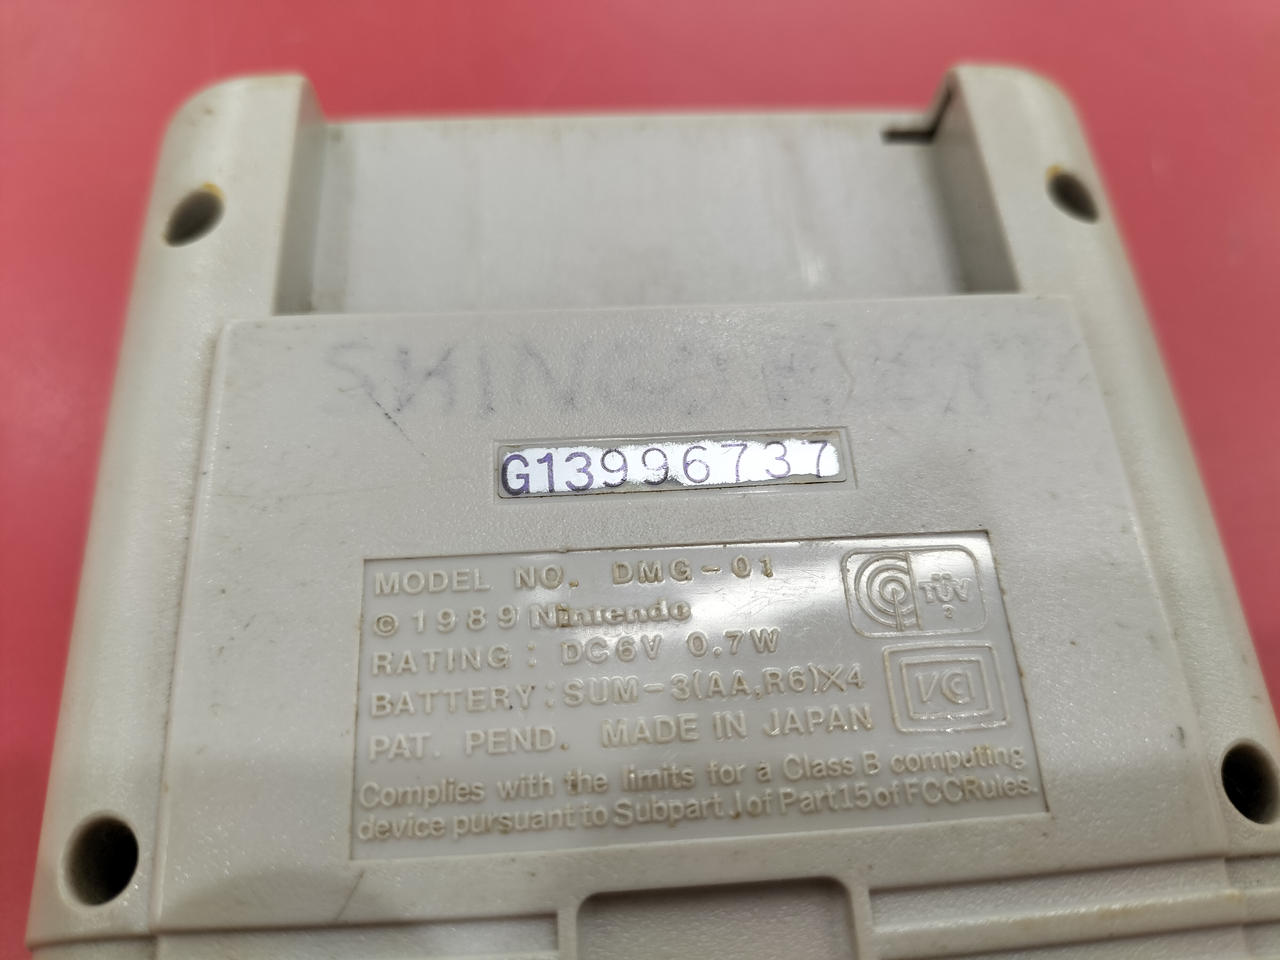 G13996737
MODEL NO. DMG-01
© 1989 Nintendo
RATING : DC6V 0.7W
BATTERY : SUM-3(AA,R6)X4
PAT. PEND. MADE IN JAPAN
Complies with the limits for a Class B computing
device pursuant to Subpart J of Part 15 of FCC Rules.
TÜV
VCI